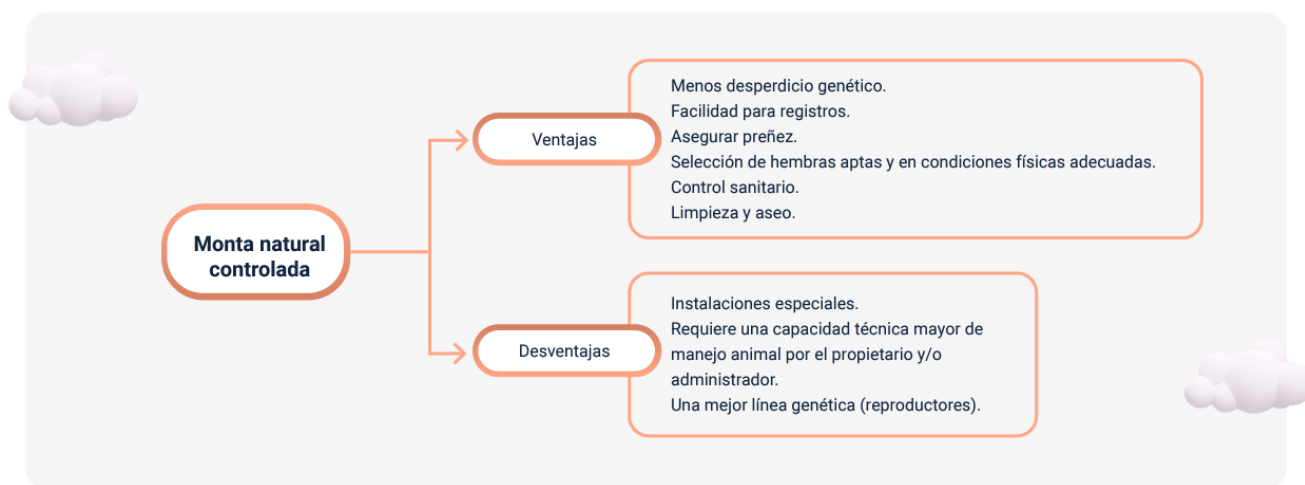 Monta natural
controlada
Ventajas
Menos desperdicio genético.
Facilidad para registros.
Asegurar preñez.
Selección de hembras aptas y en condiciones físicas adecuadas.
Control sanitario.
Limpieza y aseo.
Desventajas
Instalaciones especiales.
Requiere una capacidad técnica mayor de
manejo animal por el propietario y/o
administrador.
Una mejor línea genética (reproductores).